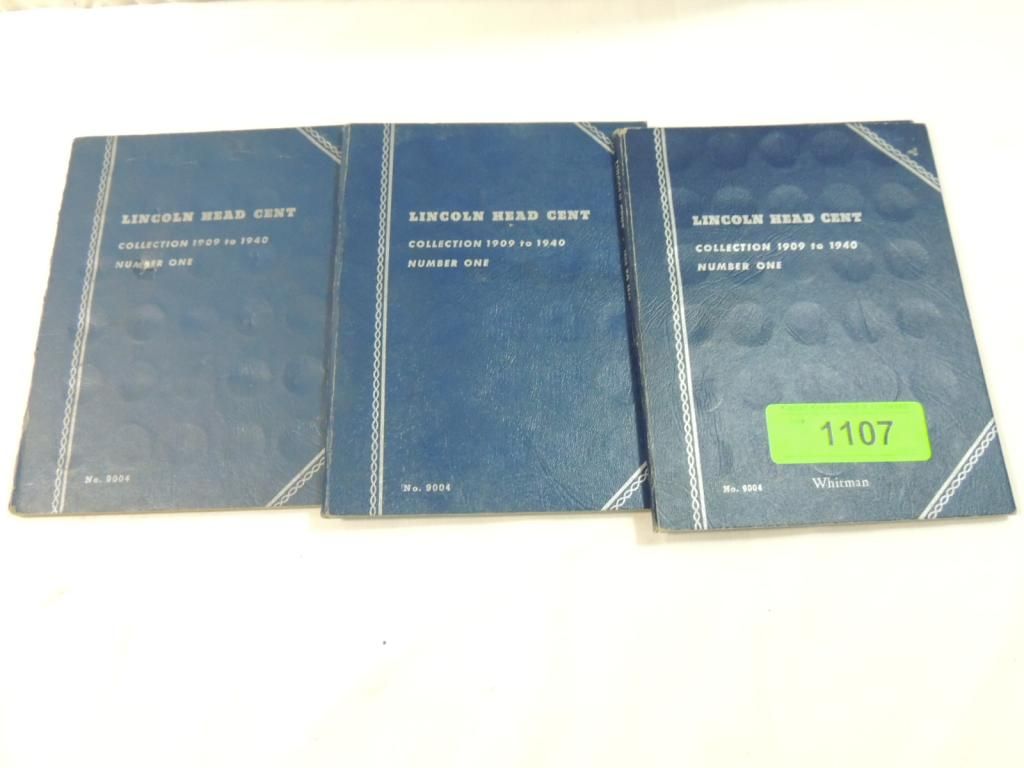 LINCOLN HEAD CENT
COLLECTION 1909 to 1940
NUMBER ONE
No. 9004
LINCOLN HEAD CENT
COLLECTION 1909 to 1940
NUMBER ONE
No. 9004
LINCOLN HEAD CENT
COLLECTION 1909 to 1940
NUMBER ONE
1107
No. 9004
Whitman